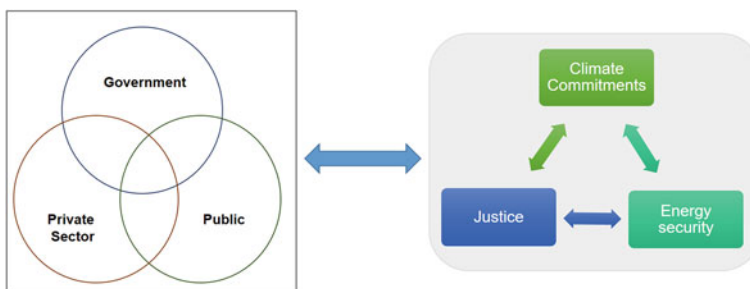 Government
Private
Sector
Public
Climate
Commitments
Justice
Energy
security